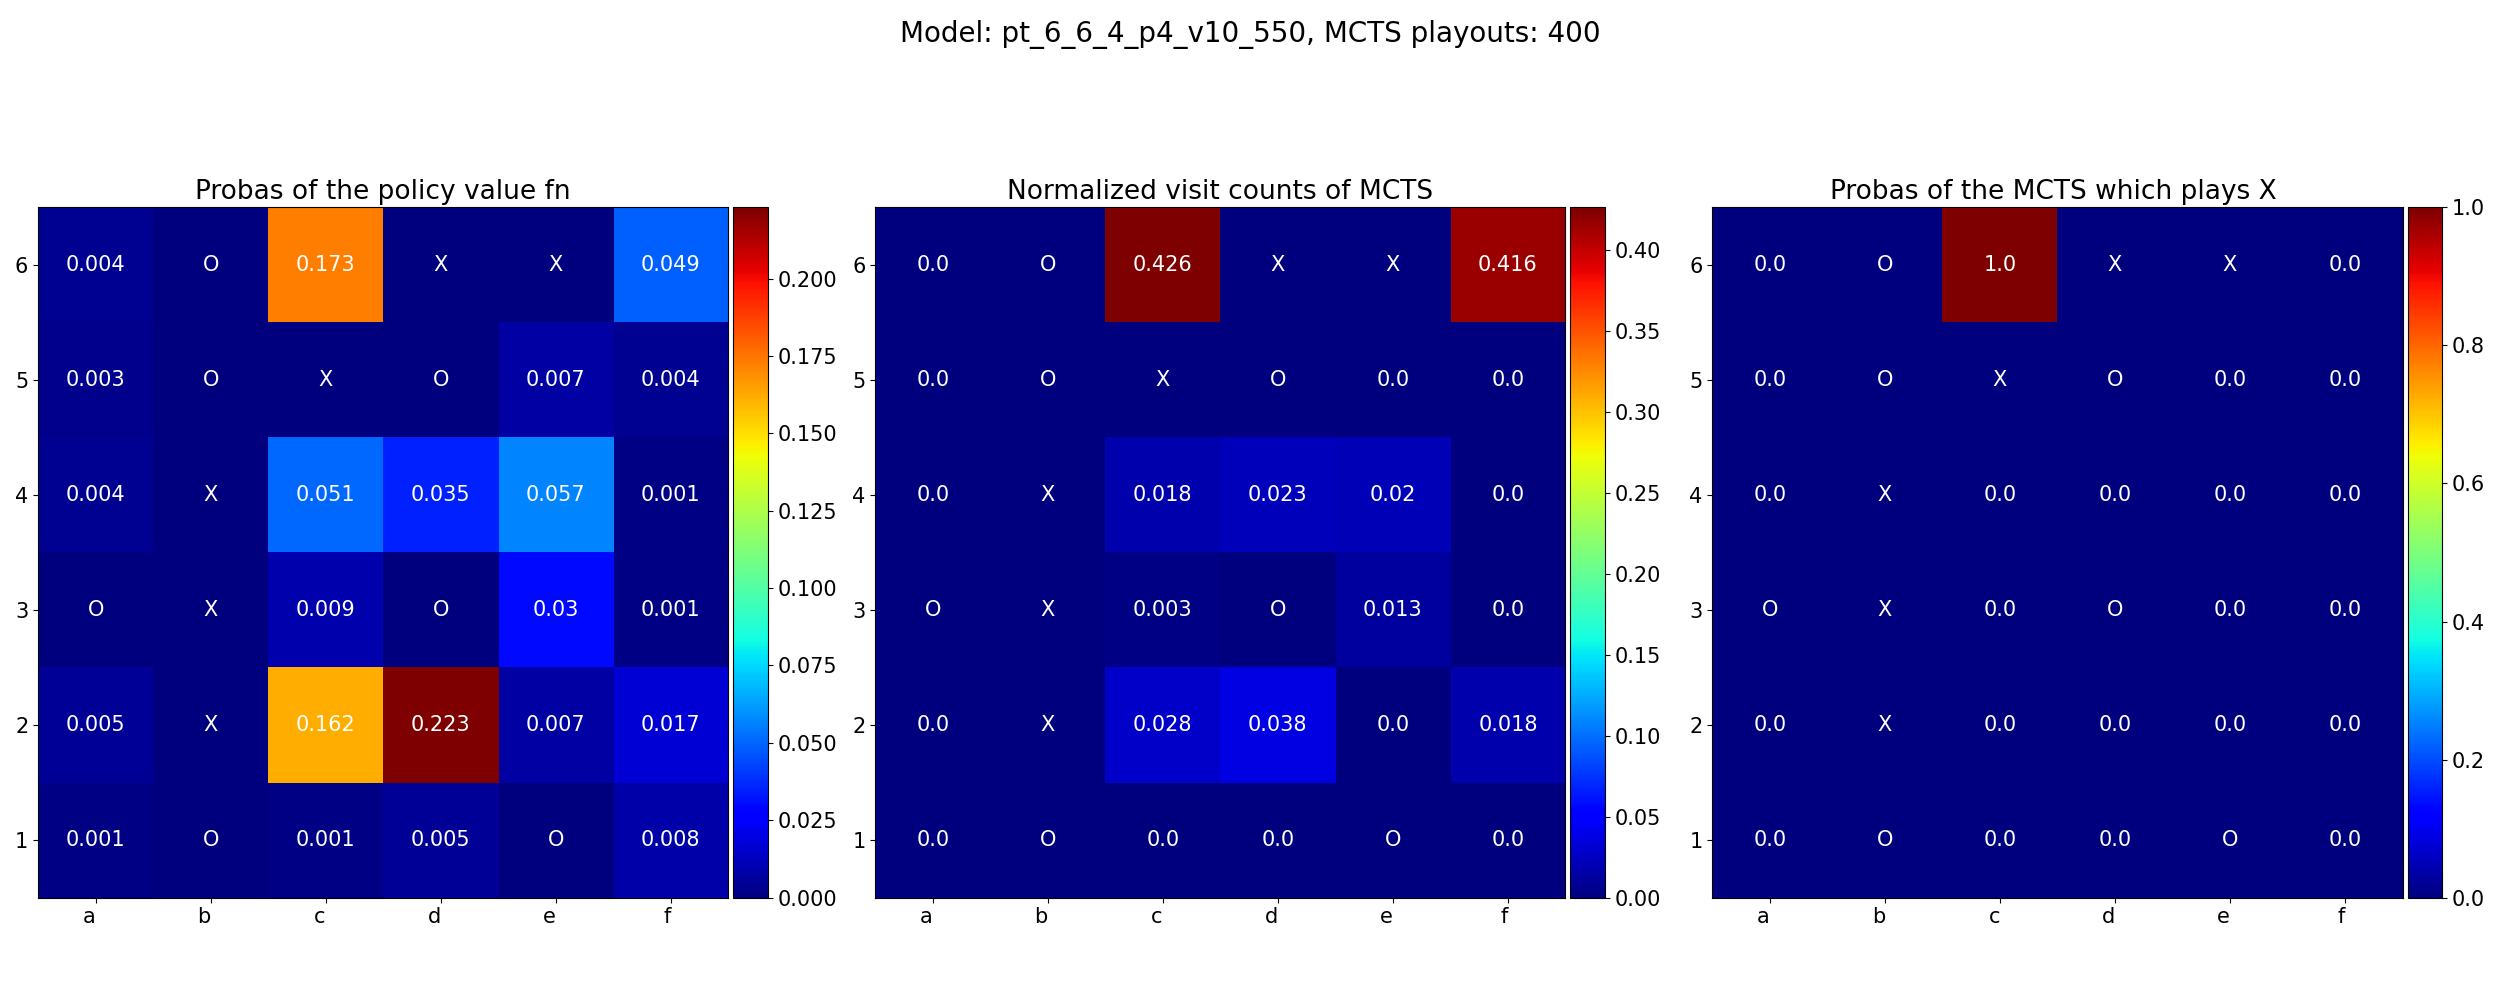 Model: pt_6_6_4_p4_v10_550, MCTS playouts: 400
Probas of the policy value fn
6 0.004 O 0.173 X X 0.049
5 0.003 O X O 0.007 0.004
4 0.004 X 0.051 0.035 0.057 0.001
3 O X 0.009 O 0.03 0.001
2 0.005 X 0.162 0.223 0.007 0.017
1 0.001 O 0.001 0.005 O 0.008
a b c d e f
0.200
0.175
0.150
0.125
0.100
0.075
0.050
0.025
0.000
Normalized visit counts of MCTS
6 0.0 O 0.426 X X 0.416
5 0.0 O X O 0.0 0.0
4 0.0 X 0.018 0.023 0.02 0.0
3 O X 0.003 O 0.013 0.0
2 0.0 X 0.028 0.038 0.0 0.018
1 0.0 O 0.0 0.0 O 0.0
a b c d e f
0.40
0.35
0.30
0.25
0.20
0.15
0.10
0.05
0.00
Probas of the MCTS which plays X
6 0.0 O 1.0 X X 0.0
5 0.0 O X O 0.0 0.0
4 0.0 X 0.0 0.0 0.0 0.0
3 O X 0.0 O 0.0 0.0
2 0.0 X 0.0 0.0 0.0 0.0
1 0.0 O 0.0 0.0 O 0.0
a b c d e f
1.0
0.8
0.6
0.4
0.2
0.0